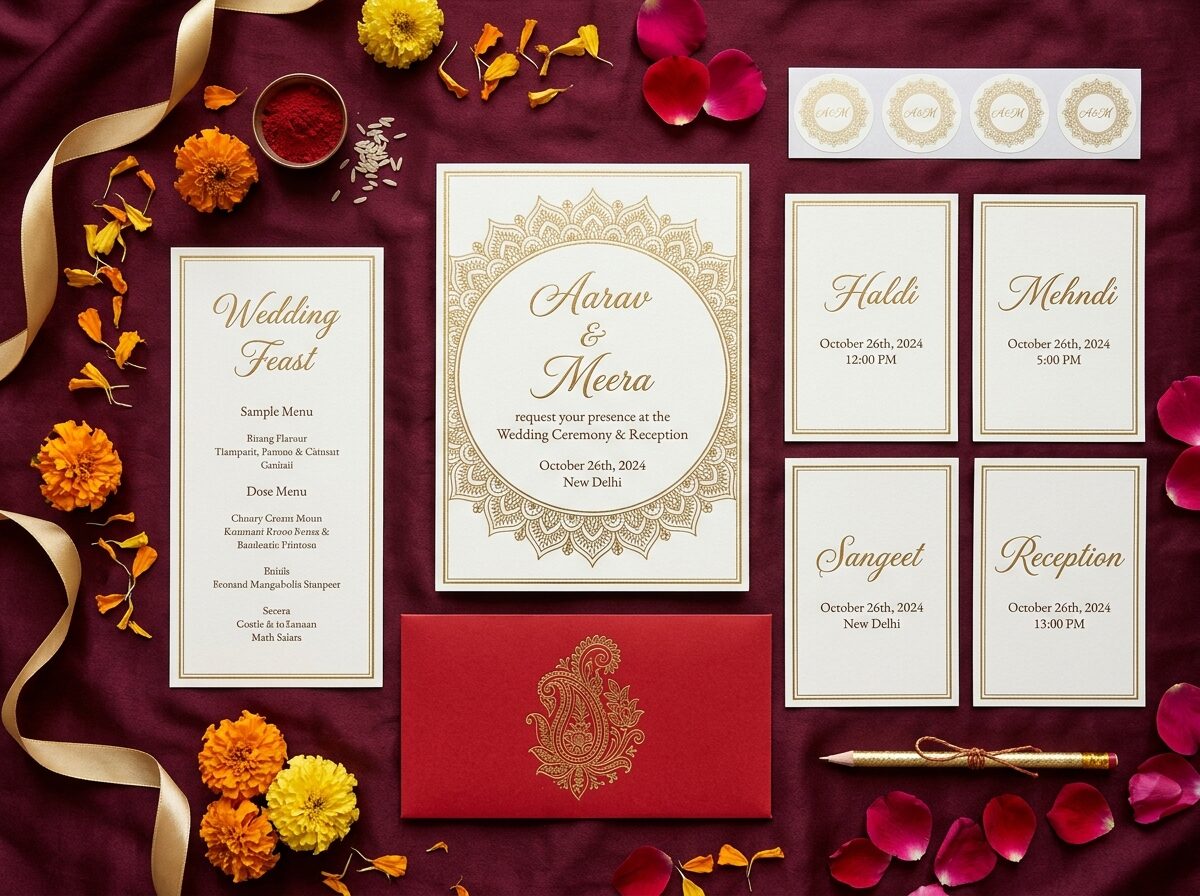 Wedding
Feast
Sample Menu
Dose Menu
Math Saiars
Aarav
&
Meera
request your presence at the
Wedding Ceremony & Reception
October 26th, 2024
New Delhi
A&M
A&M
A&M
A&M
Haldi
October 26th, 2024
12:00 PM
Mehndi
October 26th, 2024
5:00 PM
Sangeet
October 26th, 2024
New Delhi
Reception
October 26th, 2024
13:00 PM